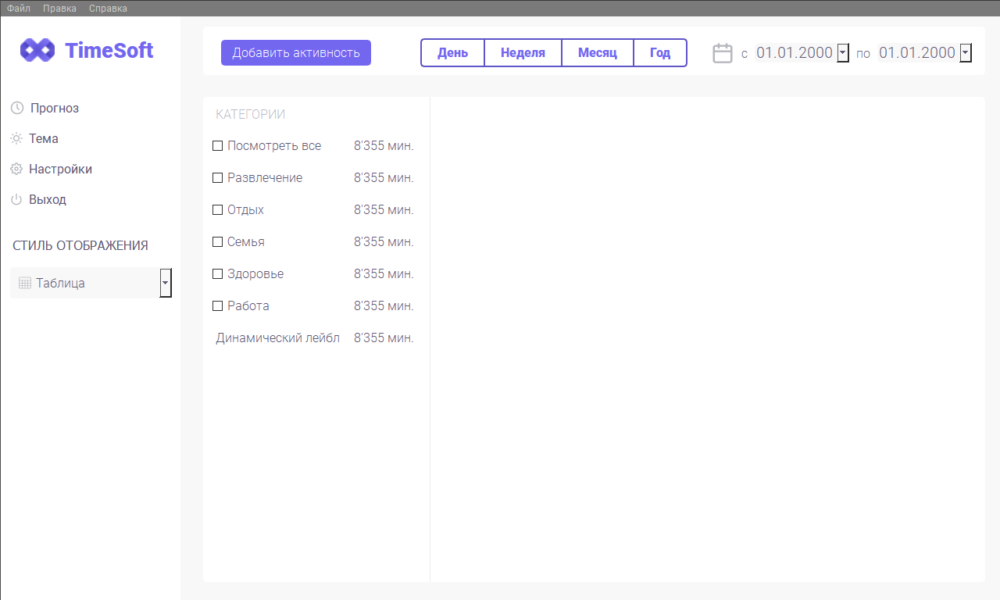 Файл Правка Справка
TimeSoft
Добавить активность
День Неделя Месяц Год
с 01.01.2000 по 01.01.2000
Прогноз
Тема
Настройки
Выход
СТИЛЬ ОТОБРАЖЕНИЯ
Таблица
КАТЕГОРИИ
Посмотреть все 8'355 мин.
Развлечение 8'355 мин.
Отдых 8'355 мин.
Семья 8'355 мин.
Здоровье 8'355 мин.
Работа 8'355 мин.
Динамический лейбл 8'355 мин.